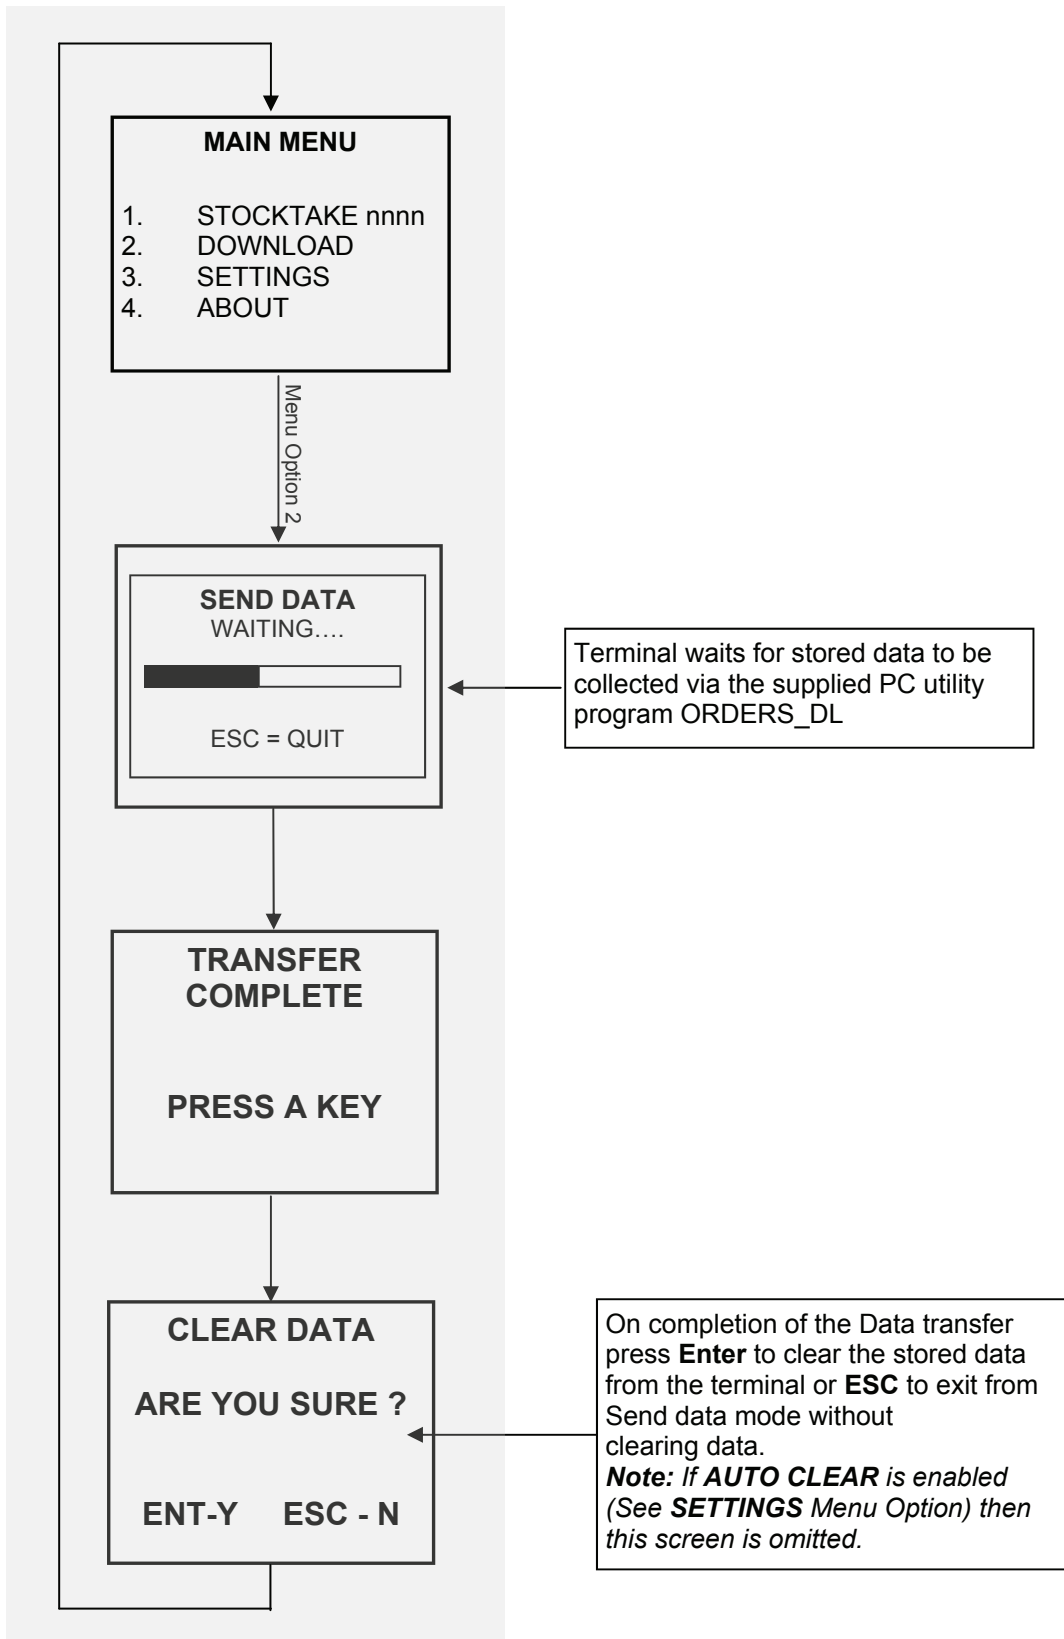 MAIN MENU
1. STOCKTAKE nnnn
2. DOWNLOAD
3. SETTINGS
4. ABOUT
Menu Option 2
SEND DATA
WAITING....
ESC = QUIT
Terminal waits for stored data to be
collected via the supplied PC utility
program ORDERS_DL
TRANSFER
COMPLETE
PRESS A KEY
CLEAR DATA
ARE YOU SURE ?
ENT-Y ESC - N
On completion of the Data transfer
press Enter to clear the stored data
from the terminal or ESC to exit from
Send data mode without
clearing data.
Note: If AUTO CLEAR is enabled
(See SETTINGS Menu Option) then
this screen is omitted.